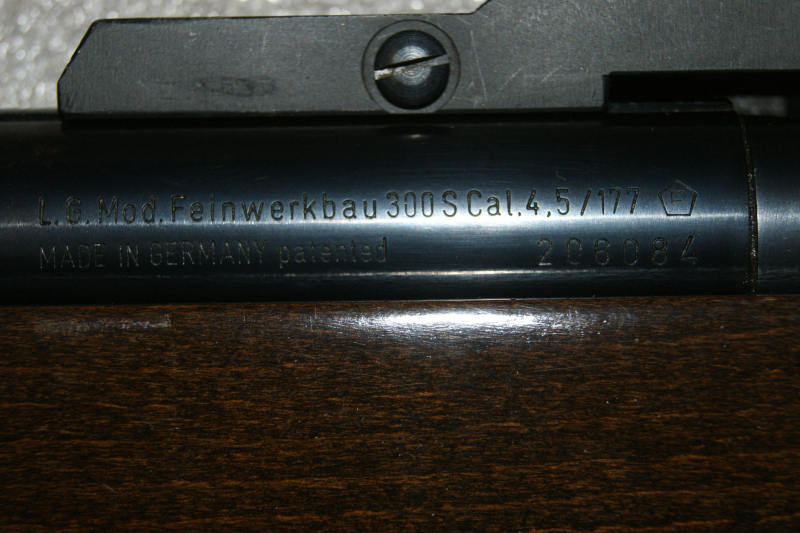 L.G. Mod. Feinwerkbau 300 S Cal. 4,5 / 177 F
MADE IN GERMANY patented 206084